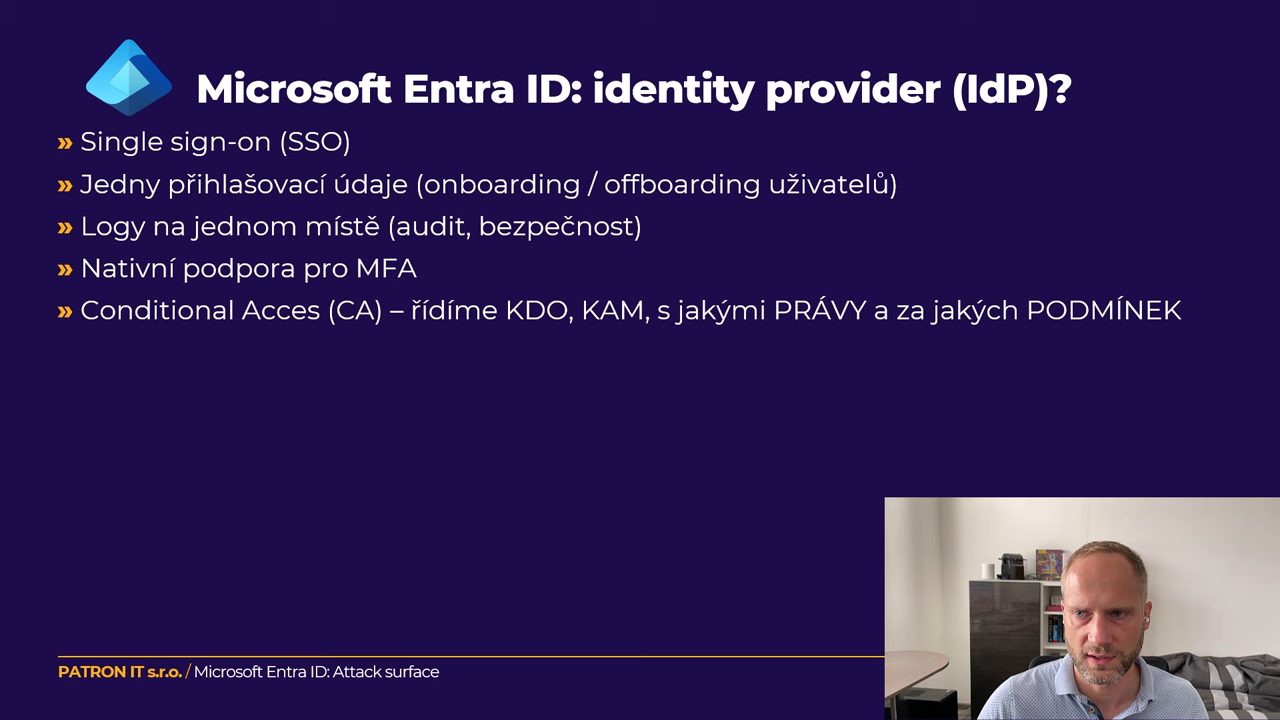 Microsoft Entra ID: identity provider (IdP)?
» Single sign-on (SSO)
» Jedny přihlašovací údaje (onboarding / offboarding uživatelů)
» Logy na jednom místě (audit, bezpečnost)
» Nativní podpora pro MFA
» Conditional Acces (CA) – řídíme KDO, KAM, s jakými PRÁVY a za jakých PODMÍNEK
PATRON IT s.r.o. / Microsoft Entra ID: Attack surface